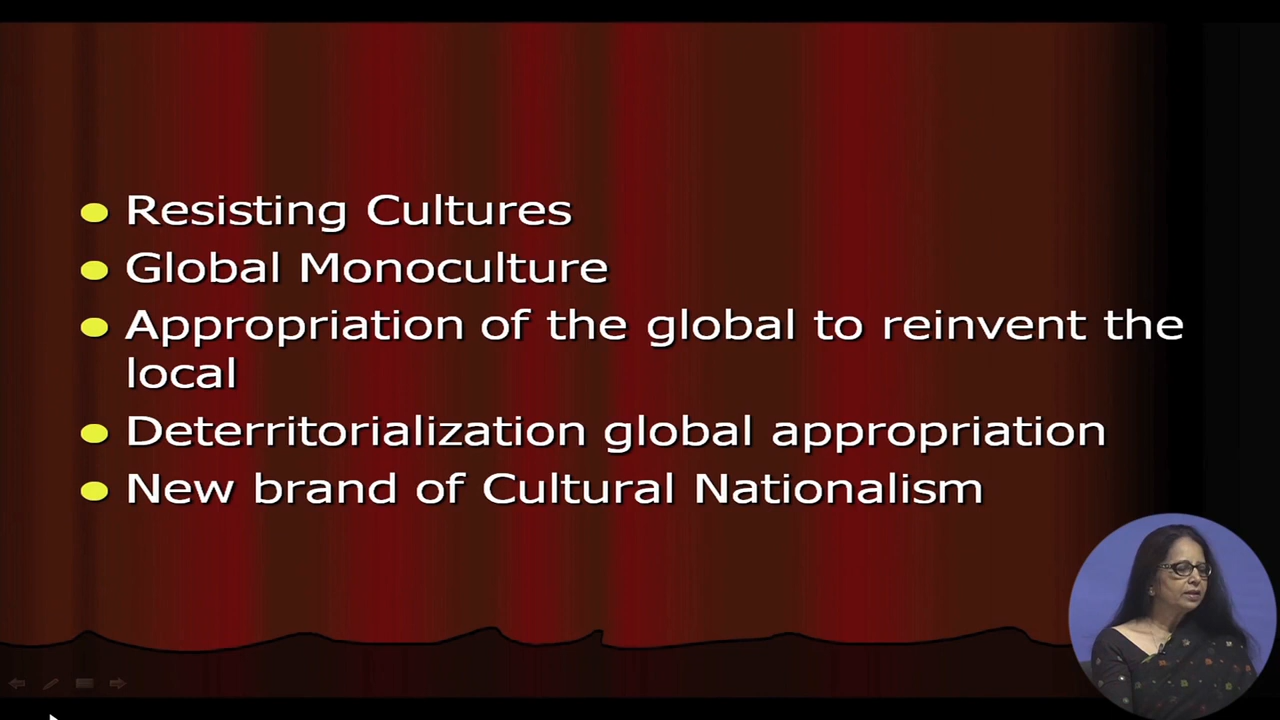 Resisting Cultures
Global Monoculture
Appropriation of the global to reinvent the
local
Deterritorialization global appropriation
New brand of Cultural Nationalism